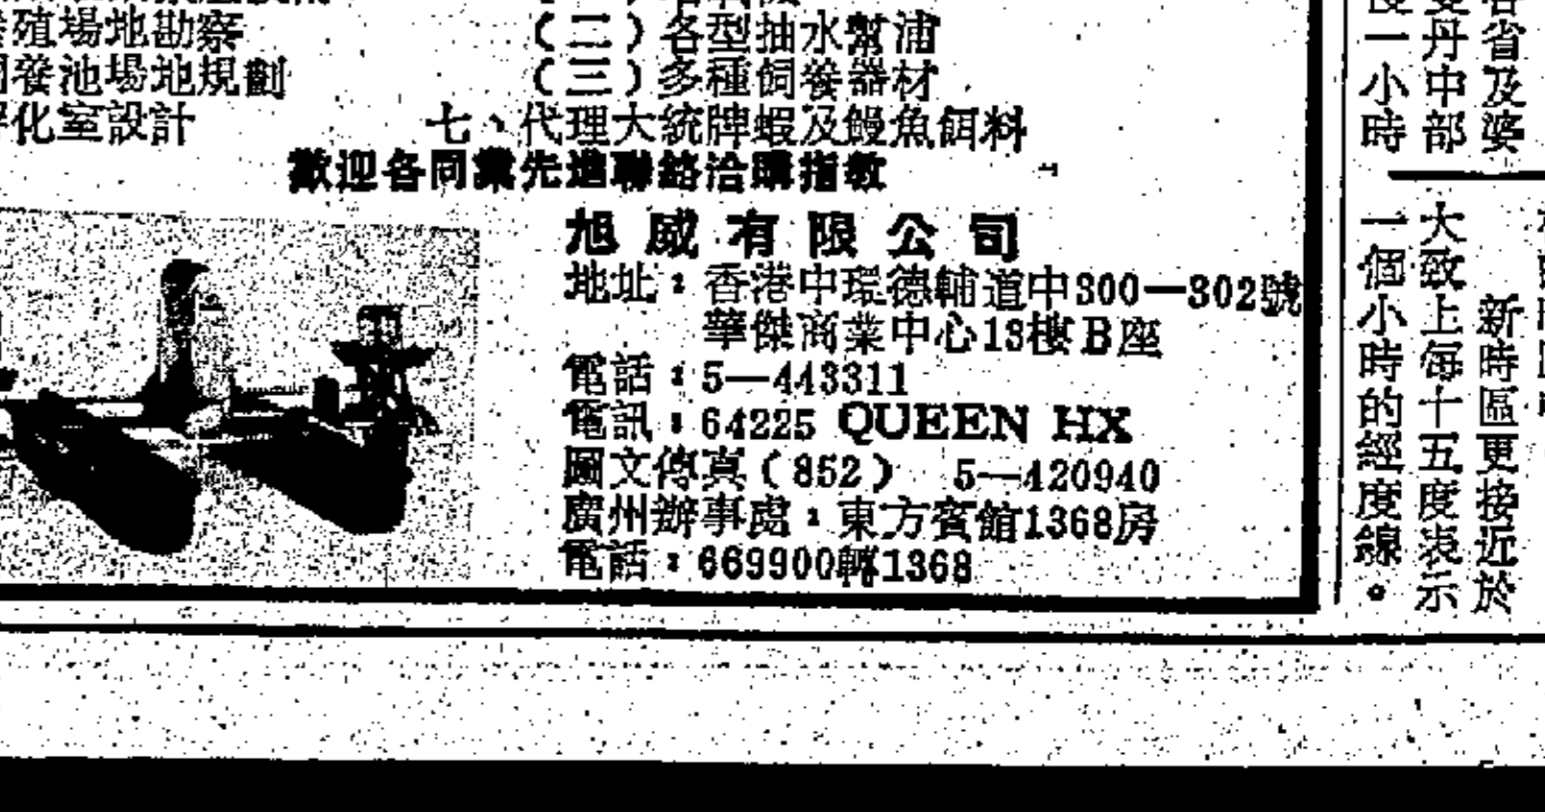 殖場地勘察
養池場地規劃
化室設計
(二)各型抽水幫浦
(三)多種飼養器材
七、代理大統牌蝦及鰻魚餌料
歡迎各同業先進聯絡洽購指教
旭威有限公司
地址：香港中環德輔道中300—302號
華傑商業中心13樓B座
電話：5—443311
電訊：64225 QUEEN HX
圖文傳真(852) 5—420940
廣州辦事處：東方賓館1368房
電話：669900轉1368
省及婆
丹中部
一小時
新時區更接近於
大致上每十五度表示
一個小時的經度線。